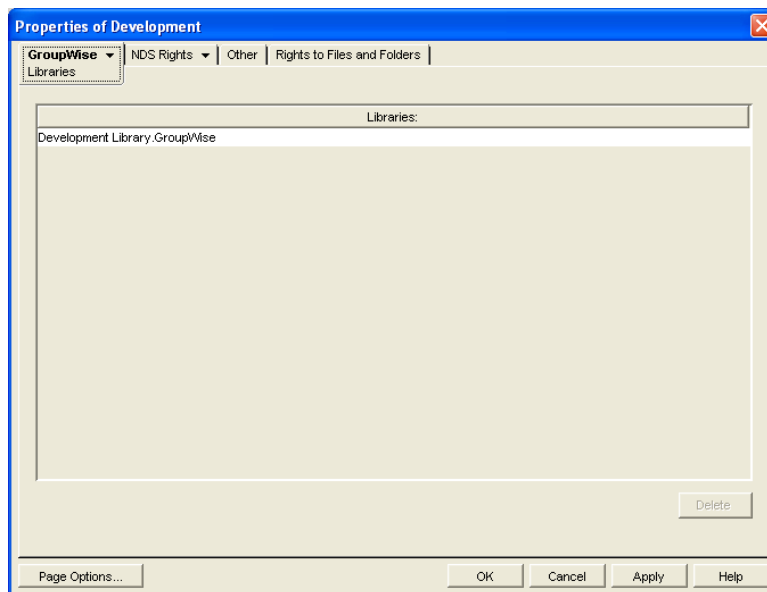 Properties of Development
GroupWise NDS Rights Other Rights to Files and Folders
Libraries
Libraries:
Development Library.GroupWise
Delete
Page Options... OK Cancel Apply Help